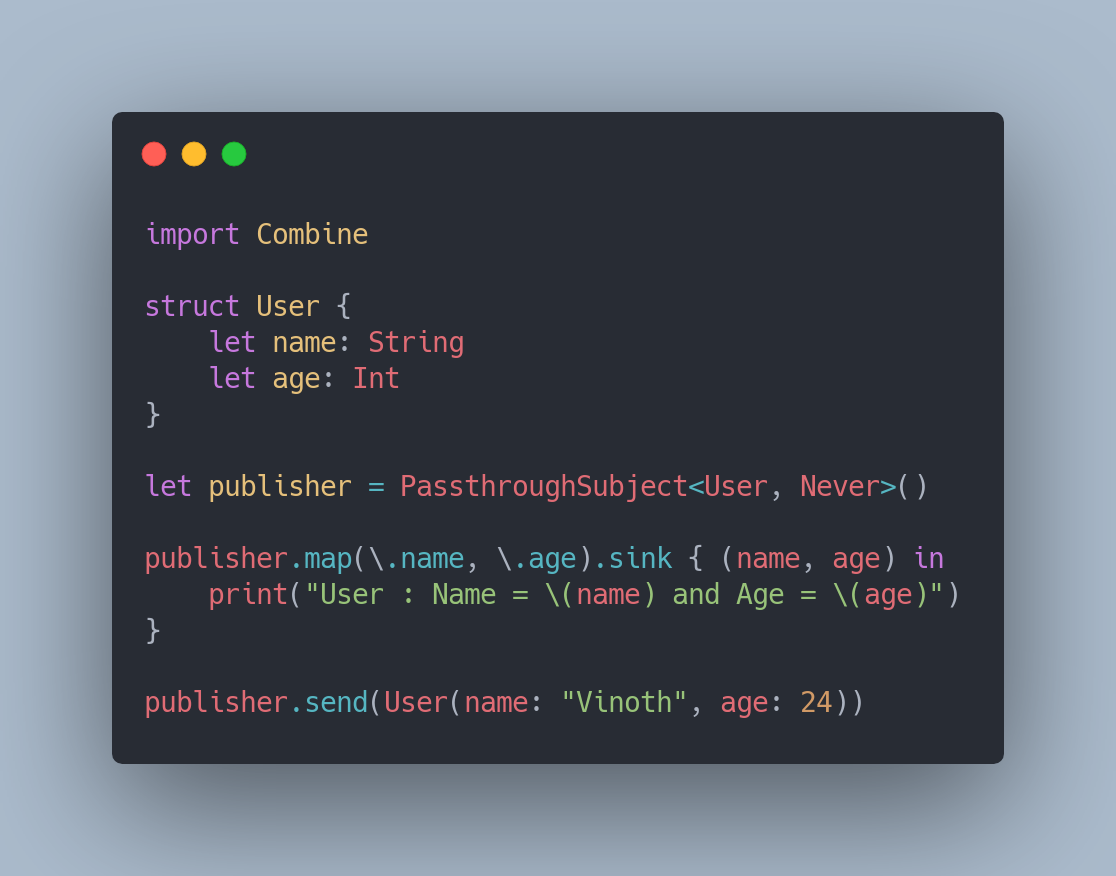 import Combine

struct User {
    let name: String
    let age: Int
}

let publisher = PassthroughSubject<User, Never>()

publisher.map(\.name, \.age).sink { (name, age) in
    print("User : Name = \(name) and Age = \(age)")
}

publisher.send(User(name: "Vinoth", age: 24))